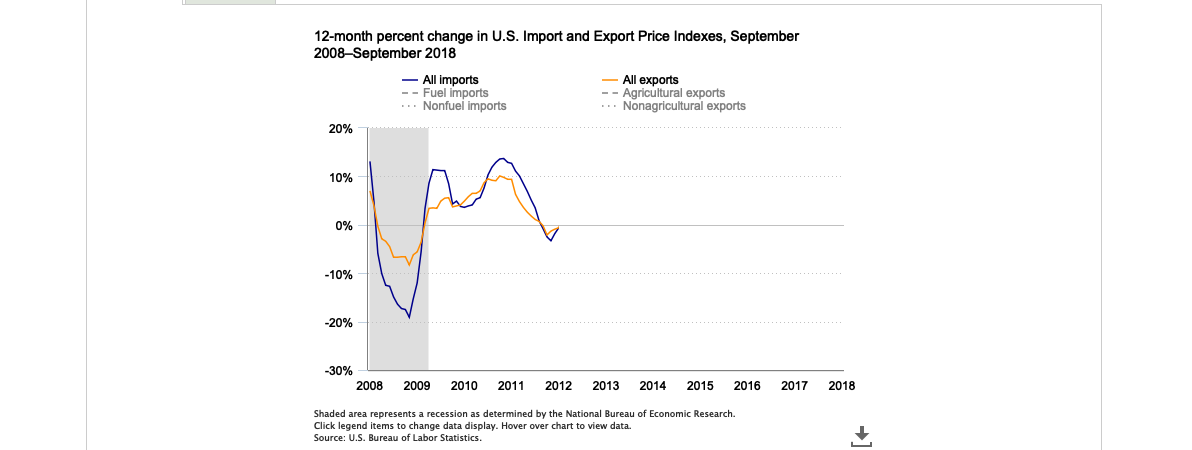 12-month percent change in U.S. Import and Export Price Indexes, September
2008–September 2018
All imports
All exports
Fuel imports
Agricultural exports
Nonfuel imports
Nonagricultural exports
20%
10%
0%
-10%
-20%
-30%
2008 2009 2010 2011 2012 2013 2014 2015 2016 2017 2018
Shaded area represents a recession as determined by the National Bureau of Economic Research.
Click legend items to change data display. Hover over chart to view data.
Source: U.S. Bureau of Labor Statistics.